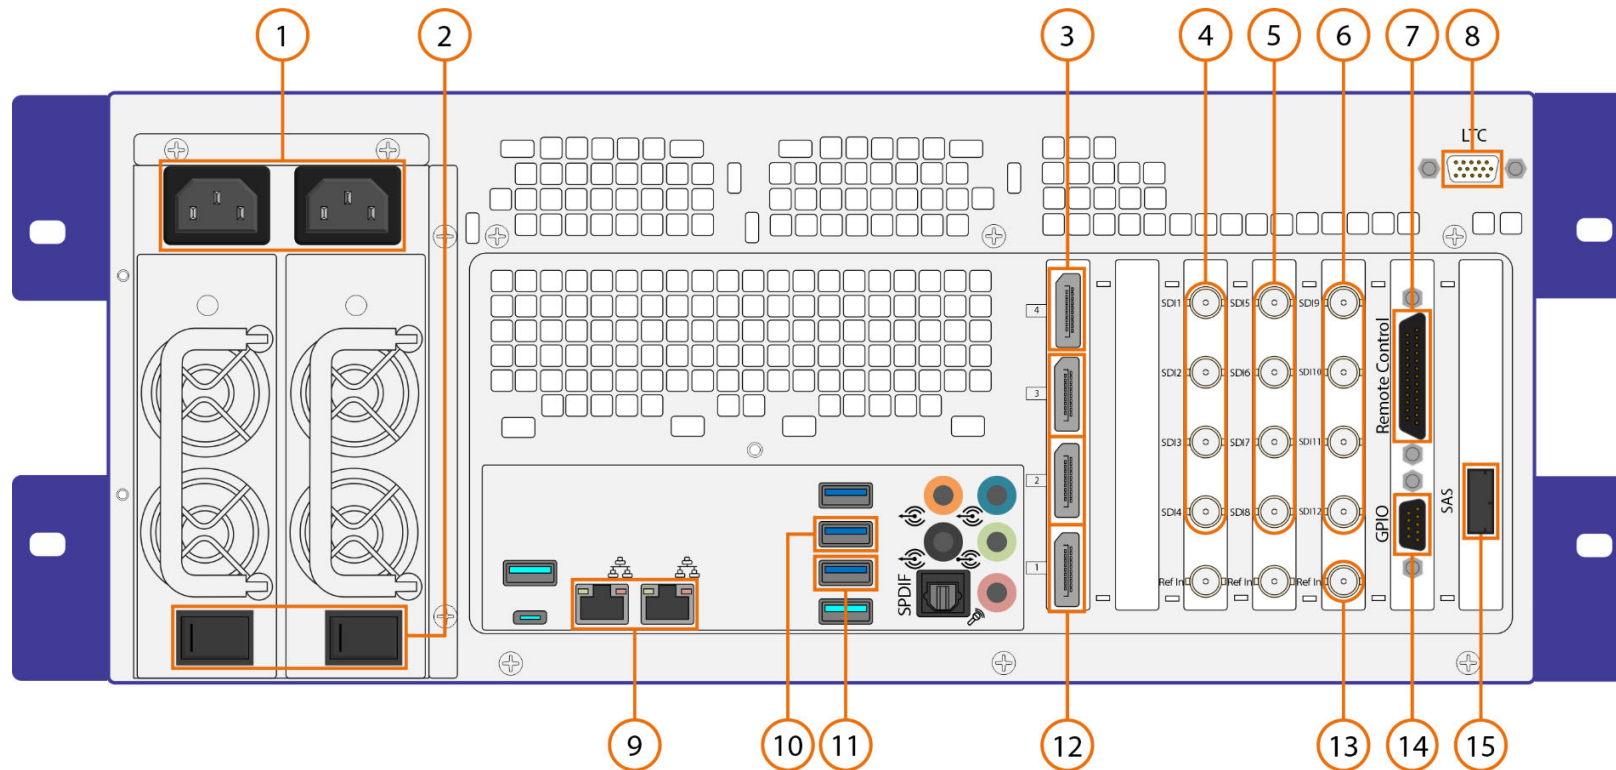 1 2 3 4 5 6 7 8
LTC
4
3
2
1
SDI1 SDI5 SDI9
SDI2 SDI6 SDI10
SDI3 SDI7 SDI11
SDI4 SDI8 SDI12
Ref In Ref In Ref In
Remote Control
GPIO
SAS
SPDIF
9 10 11 12 13 14 15